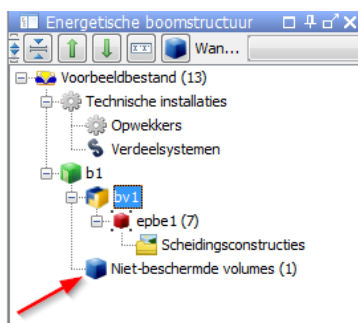 Energetische boomstructuur
"x" Wan...
Voorbeeldbestand (13)
Technische installaties
Opwekkers
Verdeelsystemen
b1
bv1
epbe1 (7)
Scheidingsconstructies
Niet-beschermde volumes (1)